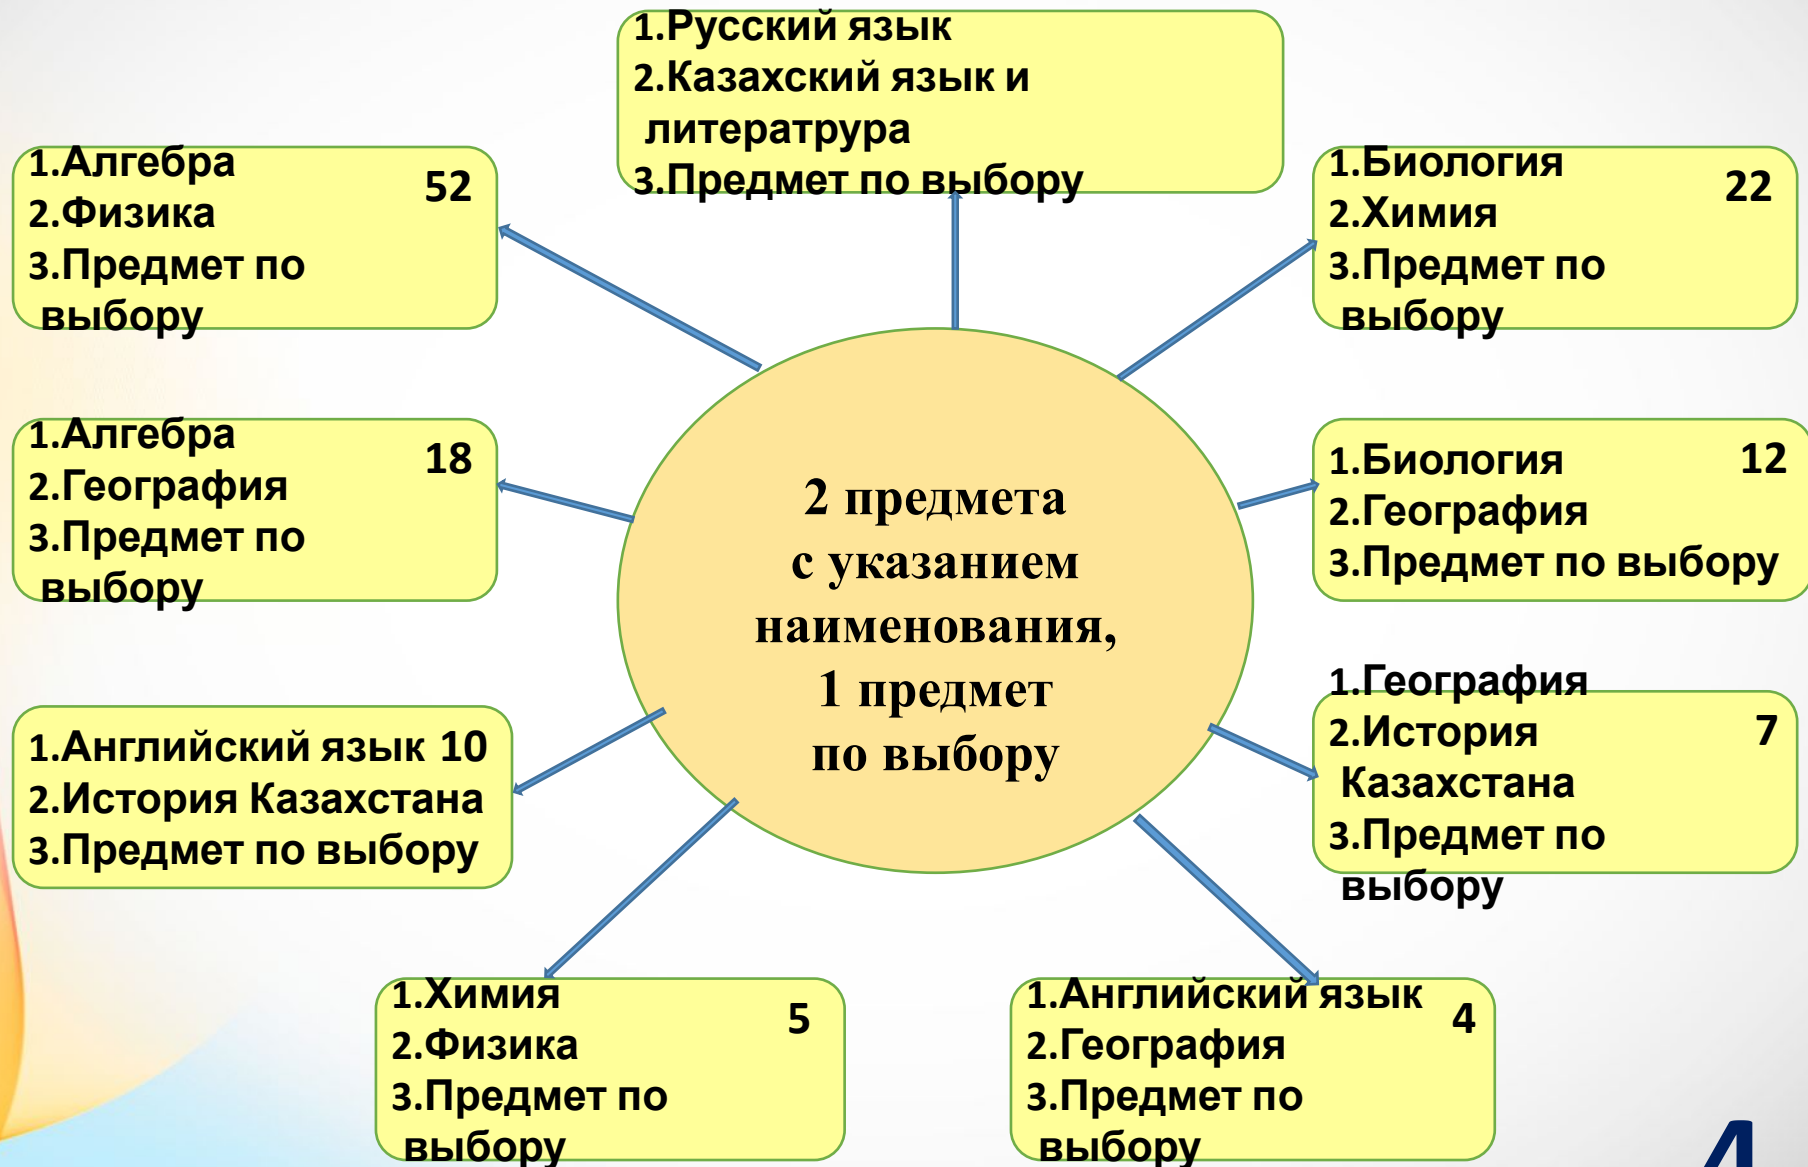 1.Русский язык
2.Казахский язык и
литератрура
3.Предмет по выбору
1.Алгебра
52
2.Физика
3.Предмет по
выбору
1.Биология
22
2.Химия
3.Предмет по
выбору
1.Алгебра
18
2.География
3.Предмет по
выбору
2 предмета
с указанием
наименования,
1 предмет
по выбору
1.Биология
12
2.География
3.Предмет по выбору
1.Английский язык 10
2.История Казахстана
3.Предмет по выбору
1.География
2.История
7
Казахстана
3.Предмет по
выбору
1.Химия
5
2.Физика
3.Предмет по
выбору
1.Английский язык
4
2.География
3.Предмет по
выбору
4